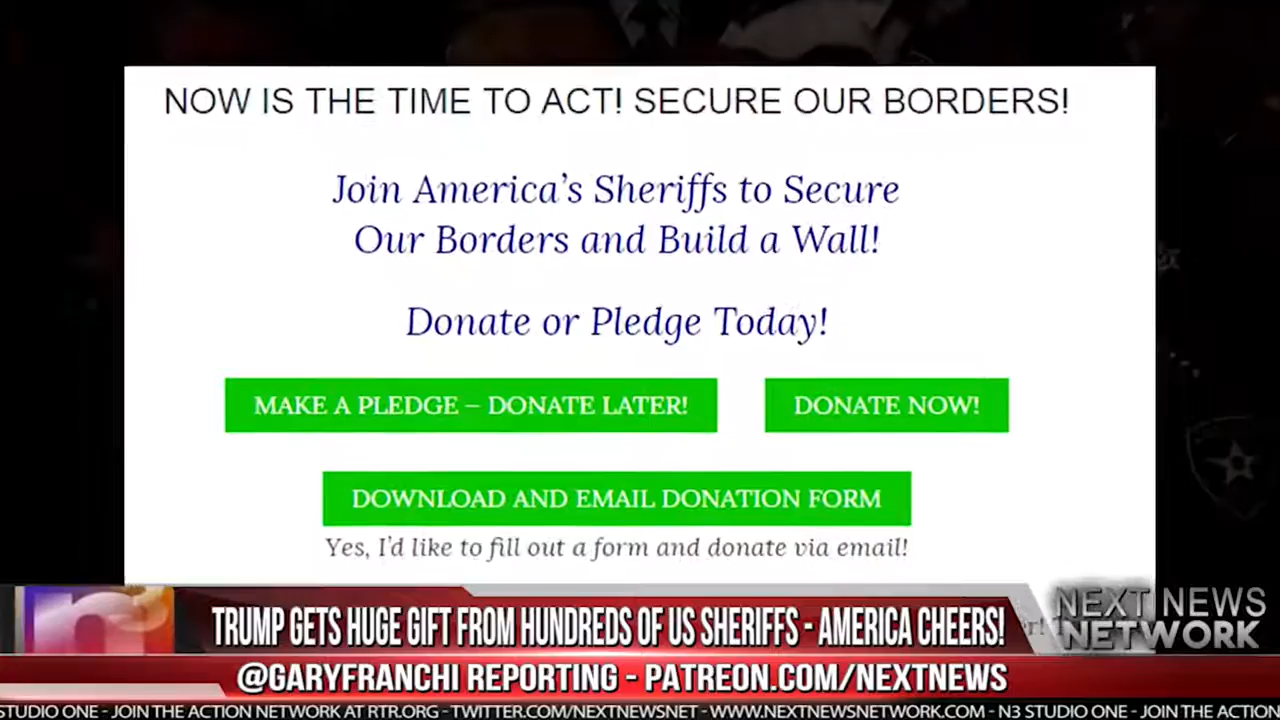 NOW IS THE TIME TO ACT! SECURE OUR BORDERS!
Join America's Sheriffs to Secure
Our Borders and Build a Wall!
Donate or Pledge Today!
MAKE A PLEDGE – DONATE LATER!
DONATE NOW!
DOWNLOAD AND EMAIL DONATION FORM
Yes, I'd like to fill out a form and donate via email!
n3
TRUMP GETS HUGE GIFT FROM HUNDREDS OF US SHERIFFS - AMERICA CHEERS!
NEXT NEWS
NETWORK
@GARYFRANCHI REPORTING - PATREON.COM/NEXTNEWS
STUDIO ONE - JOIN THE ACTION NETWORK AT RTR.ORG - TWITTER.COM/NEXTNEWSNET - WWW.NEXTNEWSNETWORK.COM - N3 STUDIO ONE - JOIN THE ACTION